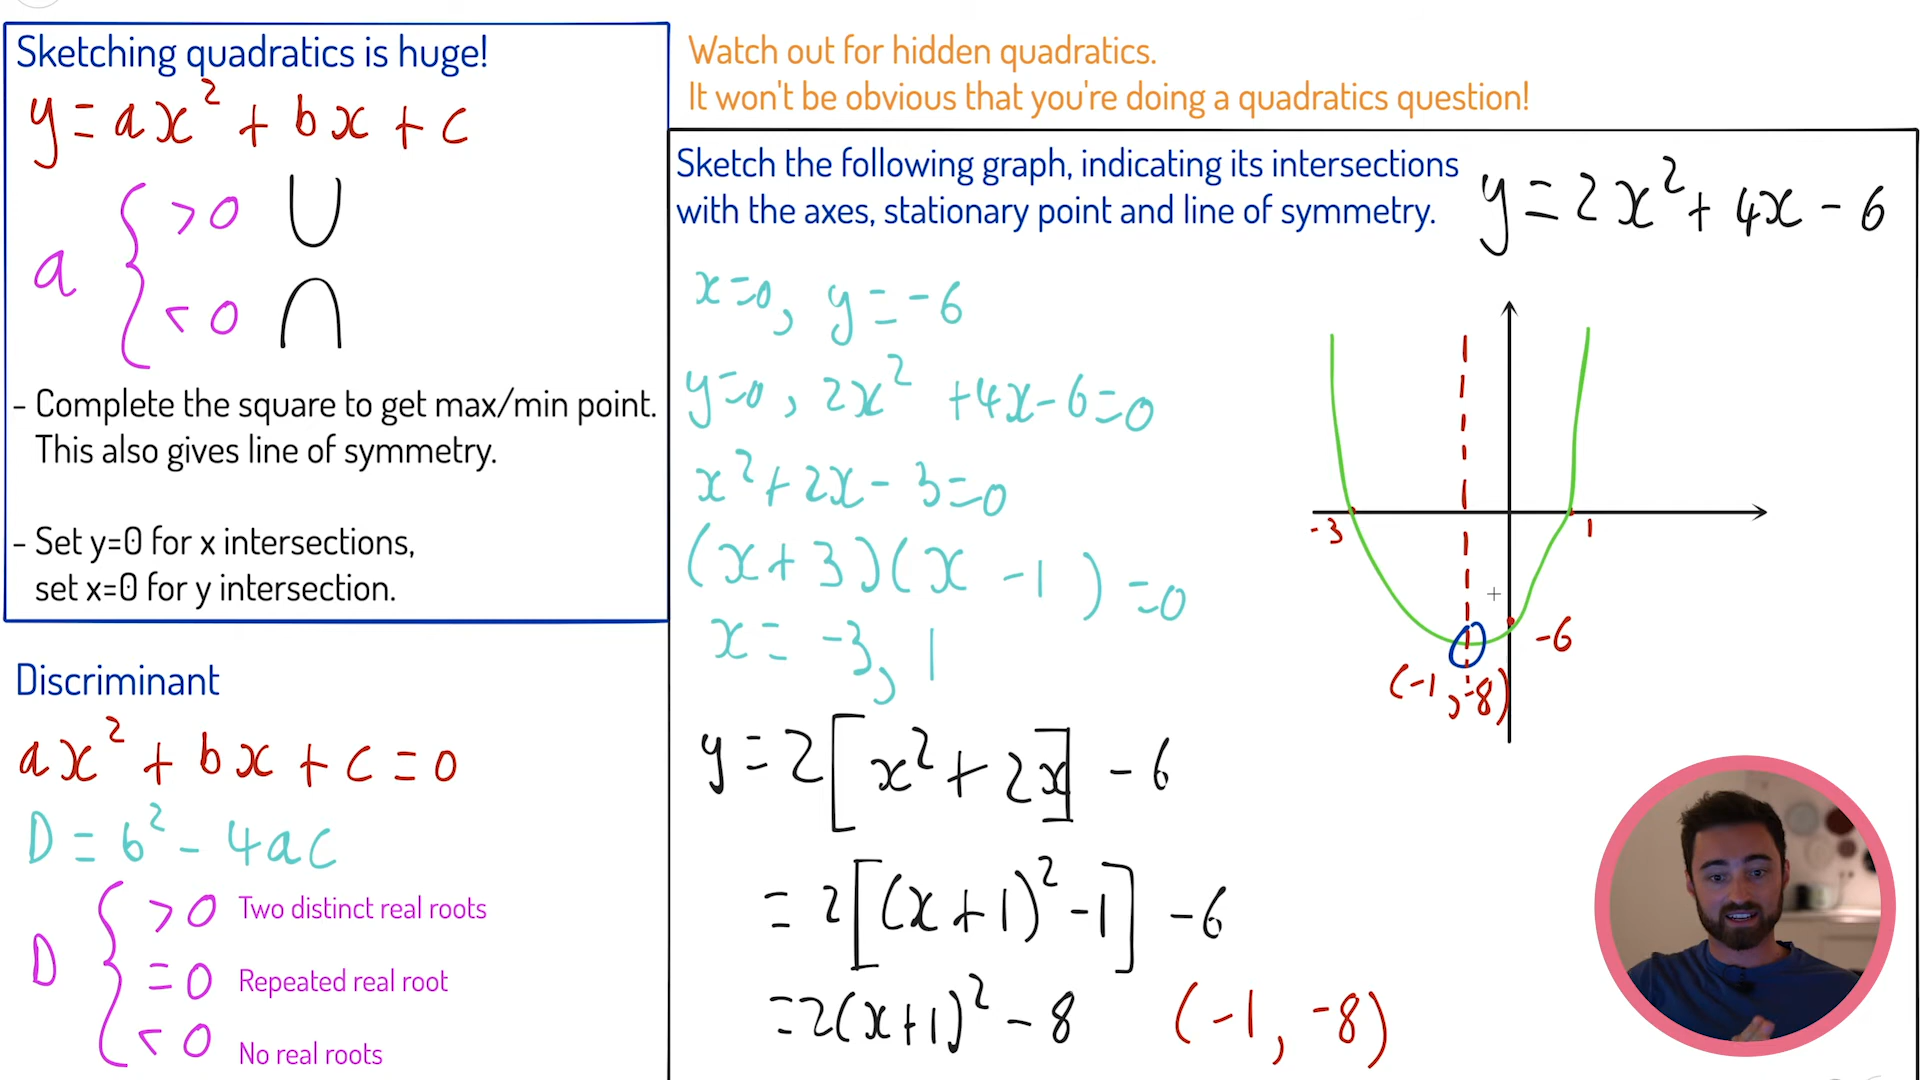 Sketching quadratics is huge!
y=ax² + bx + c
a { >0
<0
- Complete the square to get max/min point.
This also gives line of symmetry.
- Set y=0 for x intersections,
set x=0 for y intersection.
Discriminant
ax² + bx + c = 0
D = b² - 4ac
D { >0 Two distinct real roots
=0 Repeated real root
<0 No real roots
Watch out for hidden quadratics.
It won't be obvious that you're doing a quadratics question!
Sketch the following graph, indicating its intersections
with the axes, stationary point and line of symmetry.
y=2x²+ 4x - 6
x=0, y = -6
y=0, 2x² +4x-6=0
x²+2x-3=0
(x+3)(x -1) =0
x = -3, 1
y=2[x²+2x] - 6
= 2[(x+1)²-1] -6
=2(x+1)² - 8 (-1, -8)
-3
1
-6
(-1, -8)